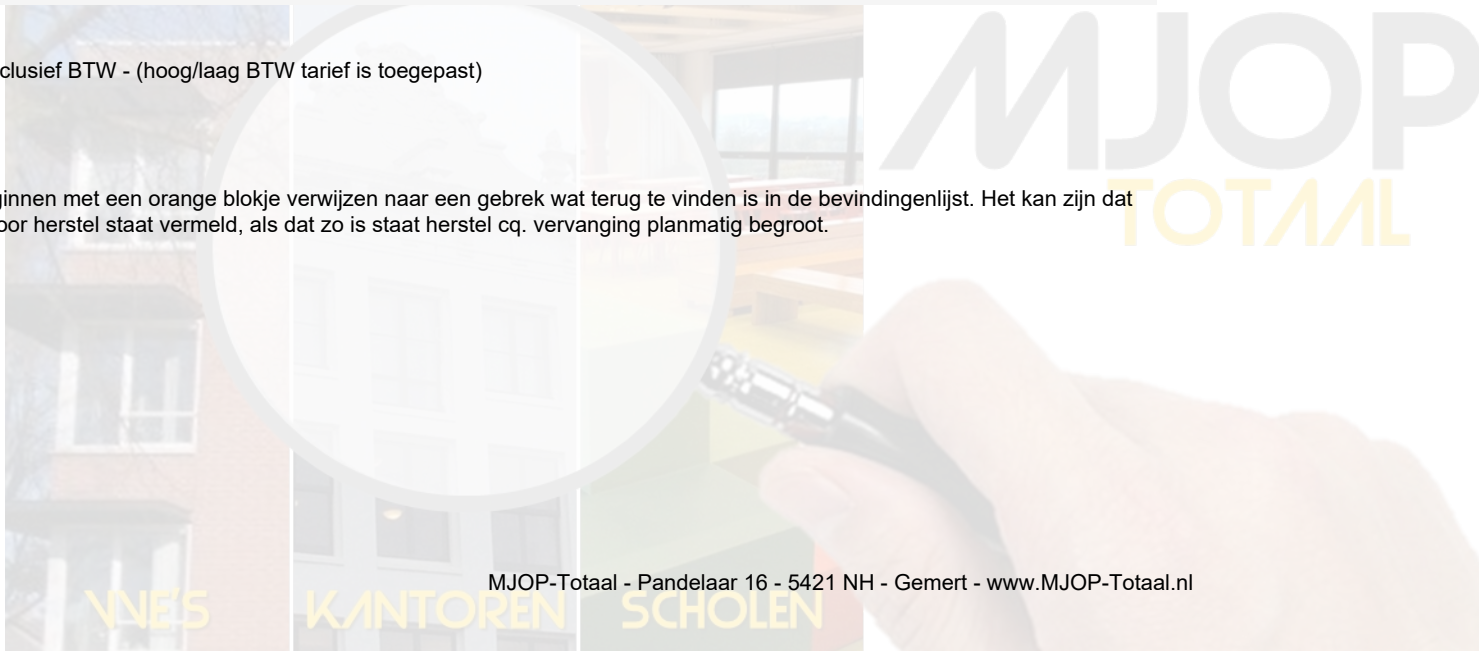 MJOP
clusief BTW - (hoog/laag BTW tarief is toegepast)
ginnen met een orange blokje verwijzen naar een gebrek wat terug te vinden is in de bevindingenlijst. Het kan zijn dat
TOTAAL
oor herstel staat vermeld, als dat zo is staat herstel cq. vervanging planmatig begroot.
MJOP-Totaal - Pandelaar 16 - 5421 NH - Gemert - www.MJOP-Totaal.nl
VVE'S KANTOREN SCHOLEN